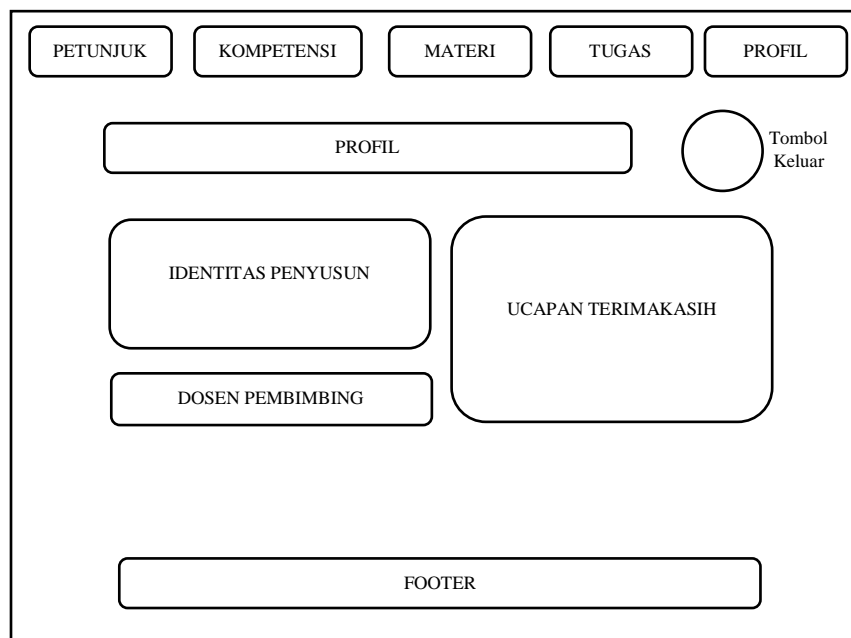 PETUNJUK
KOMPETENSI
MATERI
TUGAS
PROFIL
PROFIL
Tombol
Keluar
IDENTITAS PENYUSUN
UCAPAN TERIMAKASIH
DOSEN PEMBIMBING
FOOTER